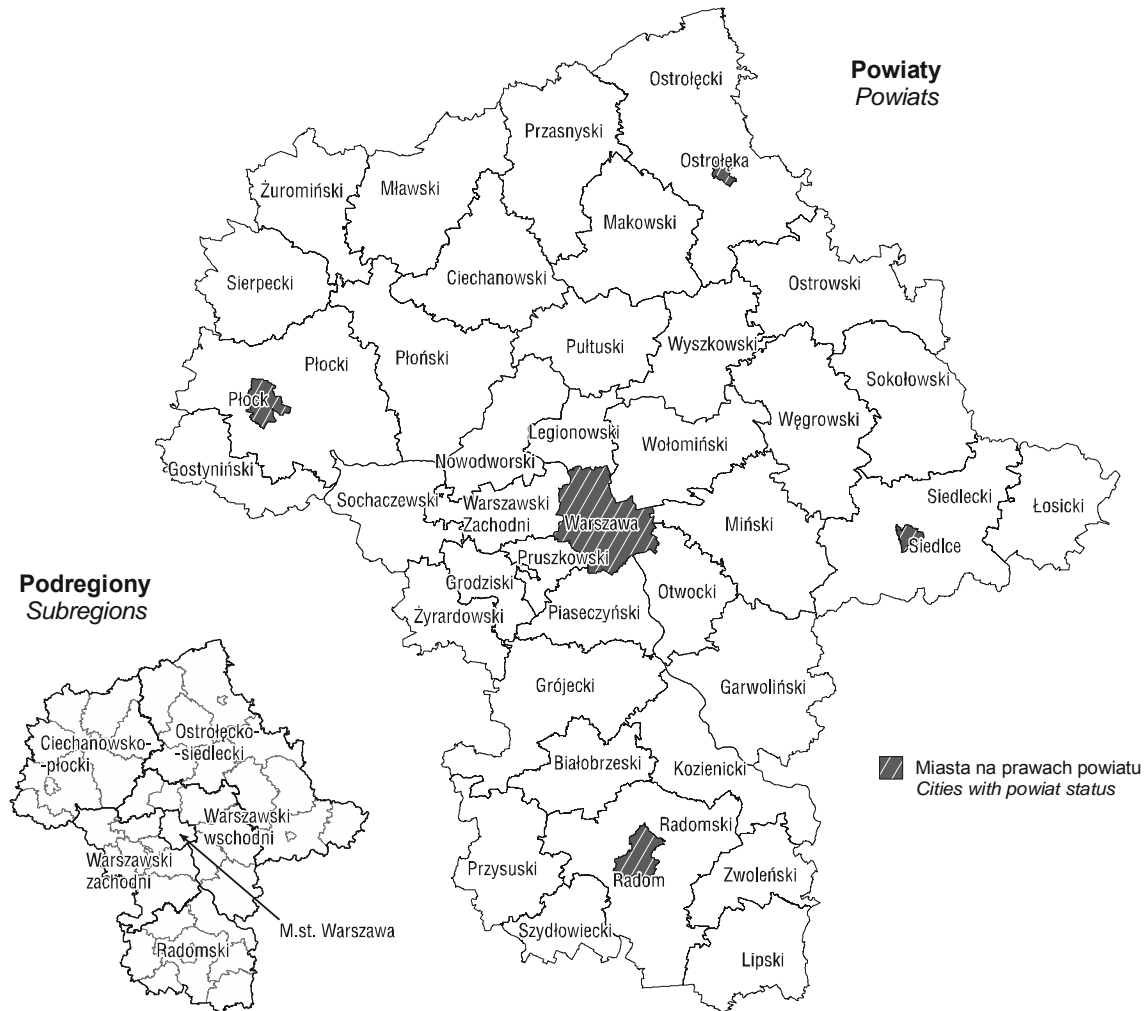 Powiaty
Powiats
Ostrołęcki
Przasnyski
Ostrołęka
Żuromiński
Mławski
Makowski
Sierpecki
Ciechanowski
Ostrowski
Płocki
Płoński
Pułtuski
Wyszkowski
Sokołowski
Płock
Węgrowski
Legionowski
Wołomiński
Gostyniński
Nowodworski
Sochaczewski
Warszawski
Zachodni
Warszawa
Miński
Siedlecki
Łosicki
Siedlce
Pruszkowski
Grodziski
Otwocki
Żyrardowski
Piaseczyński
Grójecki
Garwoliński
Białobrzeski
Kozienicki
Radomski
Przysuski
Radom
Zwoleński
Szydłowiecki
Lipski
Miasta na prawach powiatu
Cities with powiat status
Podregiony
Subregions
Ciechanowsko-
płocki
Ostrołęcko-
-siedlecki
Warszawski
wschodni
Warszawski
zachodni
M.st. Warszawa
Radomski